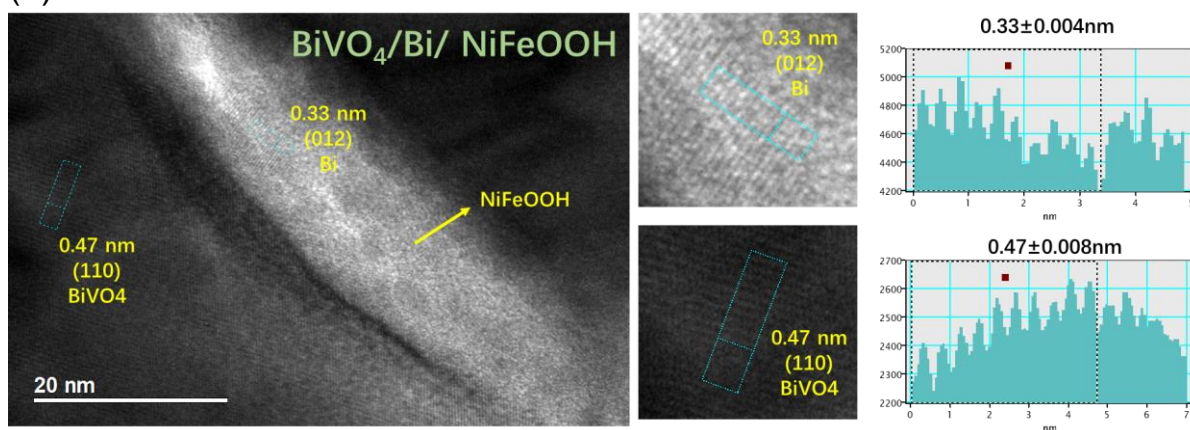 BiVO₄/Bi/ NiFeOOH
0.33 nm
(012)
Bi
NiFeOOH
0.47 nm
(110)
BiVO4
20 nm
0.33 nm
(012)
Bi
0.47 nm
(110)
BiVO4
0.33±0.004nm
5200
5000
4800
4600
4400
4200
0 1 2 3 4 5
nm
0.47±0.008nm
2700
2600
2500
2400
2300
2200
0 1 2 3 4 5 6 7
nm